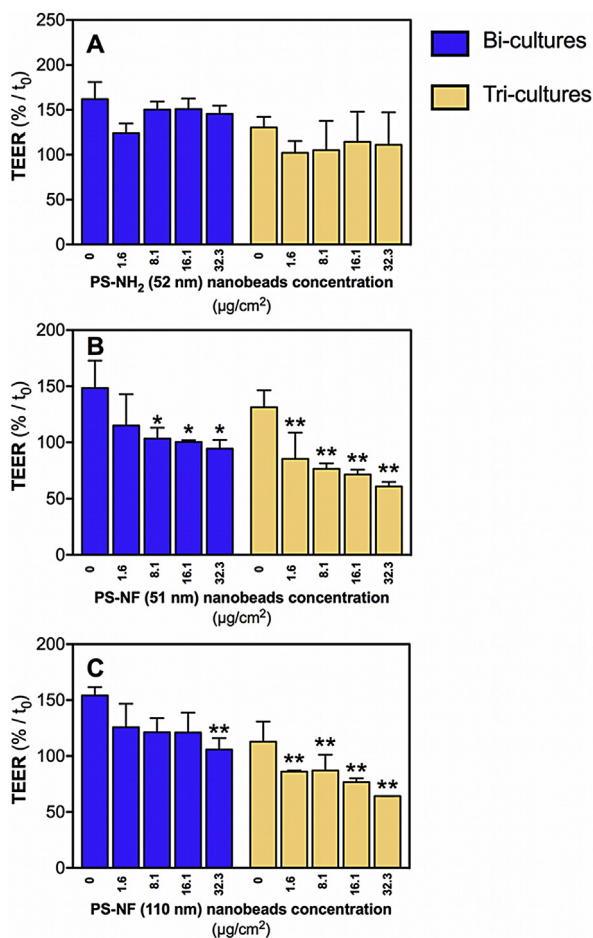 Bi-cultures
Tri-cultures
A
TEER (% / t0)
250
200
150
100
50
0
0 1.6 8.1 16.1 32.3 0 1.6 8.1 16.1 32.3
PS-NH2 (52 nm) nanobeads concentration
(µg/cm2)
B
TEER (% / t0)
200
150
100
50
0
* * * ** ** ** **
0 1.6 8.1 16.1 32.3 0 1.6 8.1 16.1 32.3
PS-NF (51 nm) nanobeads concentration
(µg/cm2)
C
TEER (% / t0)
200
150
100
50
0
** ** ** ** **
0 1.6 8.1 16.1 32.3 0 1.6 8.1 16.1 32.3
PS-NF (110 nm) nanobeads concentration
(µg/cm2)